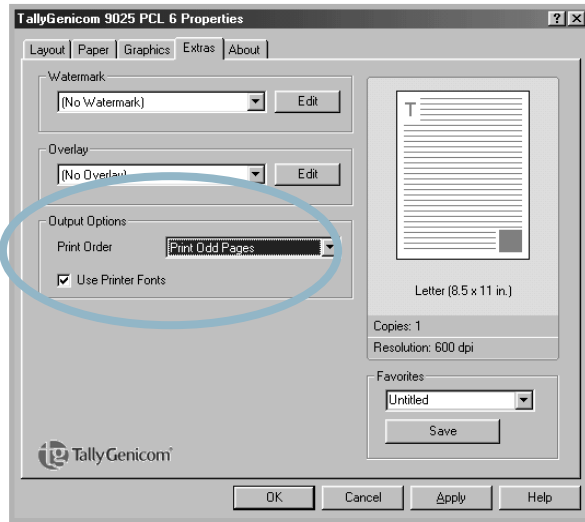 TallyGenicom 9025 PCL 6 Properties
Layout Paper Graphics Extras About
Watermark
(No Watermark) Edit
Overlay
(No Overlay) Edit
Output Options
Print Order Print Odd Pages
Use Printer Fonts
T
Letter (8.5 x 11 in.)
Copies: 1
Resolution: 600 dpi
Favorites
Untitled
Save
TallyGenicom
OK Cancel Apply Help